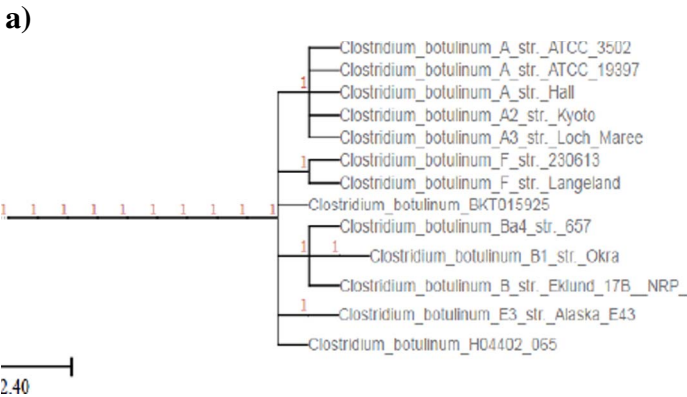 a)
Clostridium_botulinum_A_str._ATCC_3502
Clostridium_botulinum_A_str._ATCC_19397
1
Clostridium_botulinum_A_str._Hall
Clostridium_botulinum_A2_str._Kyoto
Clostridium_botulinum_A3_str._Loch_Maree
Clostridium_botulinum_F_str._230613
1
Clostridium_botulinum_F_str._Langeland
Clostridium_botulinum_BKT015925
1 1 1 1 1 1 1 1 1 1
Clostridium_botulinum_Ba4_str._657
1 1
Clostridium_botulinum_B1_str._Okra
Clostridium_botulinum_B_str._Eklund_17B__NRP_
1
Clostridium_botulinum_E3_str._Alaska_E43
Clostridium_botulinum_H04402_065
2.40